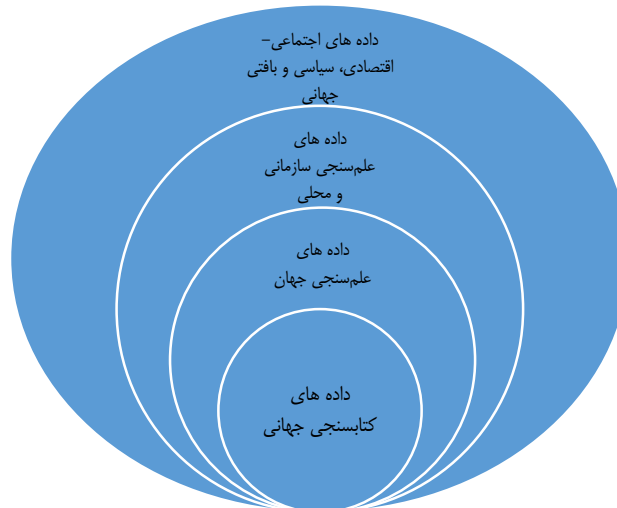 داده های اجتماعی-
اقتصادی، سیاسی و بافتی
جهانی
داده های
علم‌سنجی سازمانی
و محلی
داده های
علم‌سنجی جهان
داده های
کتابسنجی جهانی